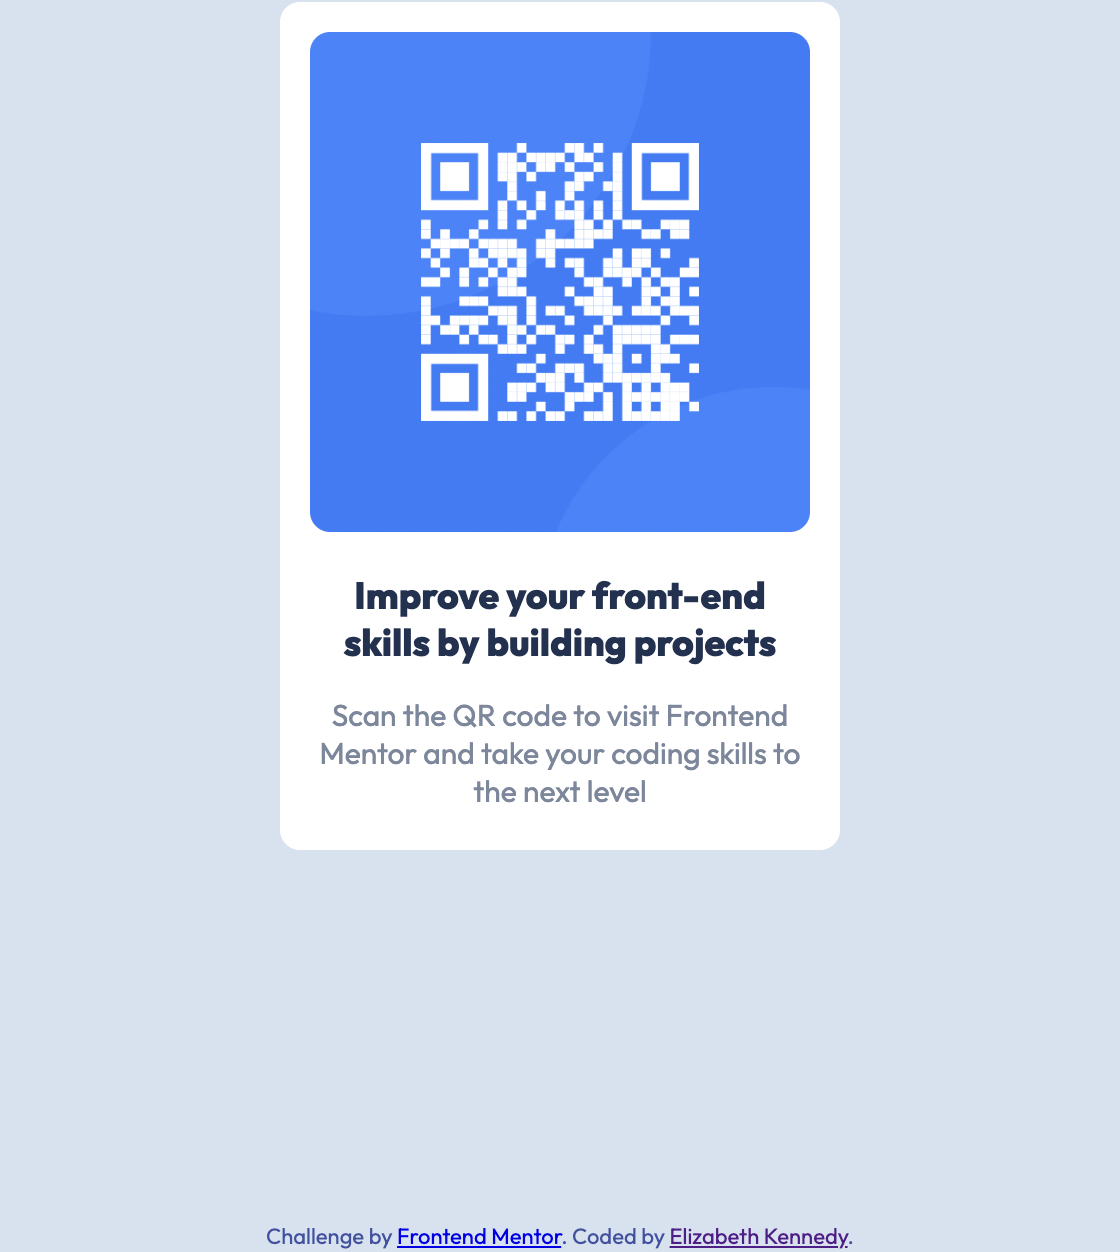 Improve your front-end
skills by building projects
Scan the QR code to visit Frontend
Mentor and take your coding skills to
the next level
Challenge by Frontend Mentor. Coded by Elizabeth Kennedy.